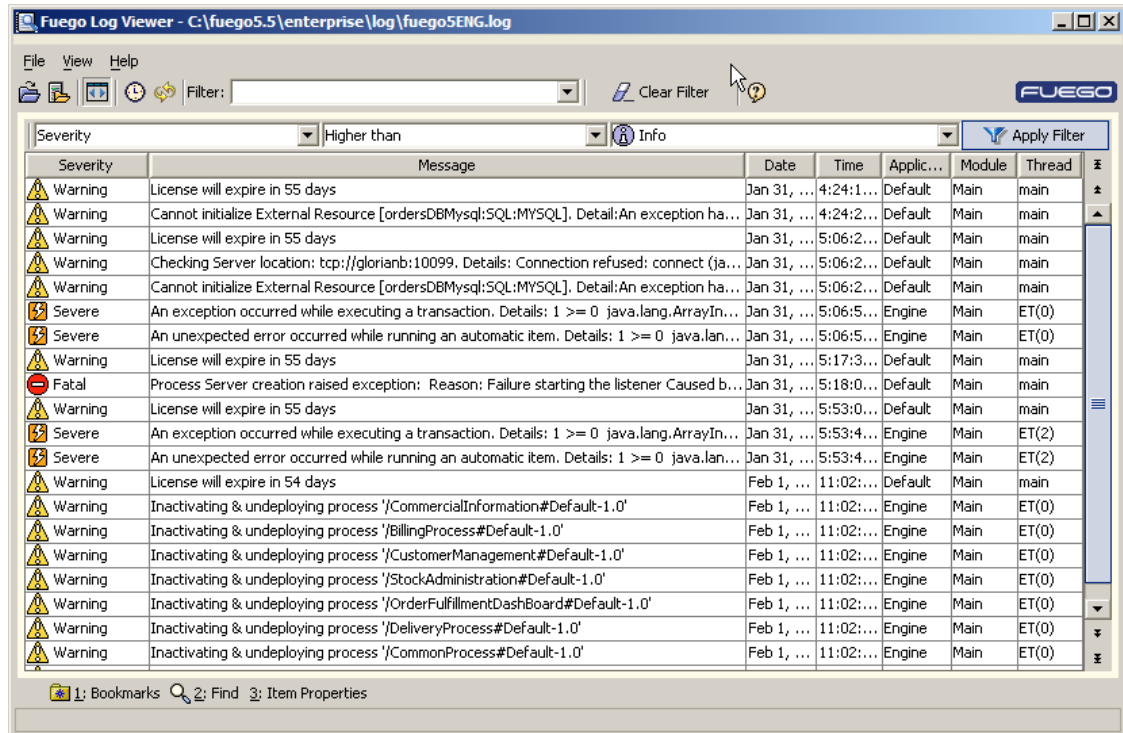 Fuego Log Viewer - C:\fuego5.5\enterprise\log\fuego5ENG.log
File View Help
Filter: Clear Filter FUEGO
Severity Higher than Info Apply Filter
Severity Message Date Time Applic... Module Thread
Warning License will expire in 55 days Jan 31, ... 4:24:1... Default Main main
Warning Cannot initialize External Resource [ordersDBMysql:SQL:MYSQL]. Detail:An exception ha... Jan 31, ... 4:24:2... Default Main main
Warning License will expire in 55 days Jan 31, ... 5:06:2... Default Main main
Warning Checking Server location: tcp://glorianb:10099. Details: Connection refused: connect (ja... Jan 31, ... 5:06:2... Default Main main
Warning Cannot initialize External Resource [ordersDBMysql:SQL:MYSQL]. Detail:An exception ha... Jan 31, ... 5:06:2... Default Main main
Severe An exception occurred while executing a transaction. Details: 1 >= 0 java.lang.ArrayIn... Jan 31, ... 5:06:5... Engine Main ET(0)
Severe An unexpected error occurred while running an automatic item. Details: 1 >= 0 java.lan... Jan 31, ... 5:06:5... Engine Main ET(0)
Warning License will expire in 55 days Jan 31, ... 5:17:3... Default Main main
Fatal Process Server creation raised exception: Reason: Failure starting the listener Caused b... Jan 31, ... 5:18:0... Default Main main
Warning License will expire in 55 days Jan 31, ... 5:53:0... Default Main main
Severe An exception occurred while executing a transaction. Details: 1 >= 0 java.lang.ArrayIn... Jan 31, ... 5:53:4... Engine Main ET(2)
Severe An unexpected error occurred while running an automatic item. Details: 1 >= 0 java.lan... Jan 31, ... 5:53:4... Engine Main ET(2)
Warning License will expire in 54 days Feb 1, ... 11:02:... Default Main main
Warning Inactivating & undeploying process '/CommercialInformation#Default-1.0' Feb 1, ... 11:02:... Engine Main ET(0)
Warning Inactivating & undeploying process '/BillingProcess#Default-1.0' Feb 1, ... 11:02:... Engine Main ET(0)
Warning Inactivating & undeploying process '/CustomerManagement#Default-1.0' Feb 1, ... 11:02:... Engine Main ET(0)
Warning Inactivating & undeploying process '/StockAdministration#Default-1.0' Feb 1, ... 11:02:... Engine Main ET(0)
Warning Inactivating & undeploying process '/OrderFulfillmentDashBoard#Default-1.0' Feb 1, ... 11:02:... Engine Main ET(0)
Warning Inactivating & undeploying process '/DeliveryProcess#Default-1.0' Feb 1, ... 11:02:... Engine Main ET(0)
Warning Inactivating & undeploying process '/CommonProcess#Default-1.0' Feb 1, ... 11:02:... Engine Main ET(0)
1: Bookmarks 2: Find 3: Item Properties